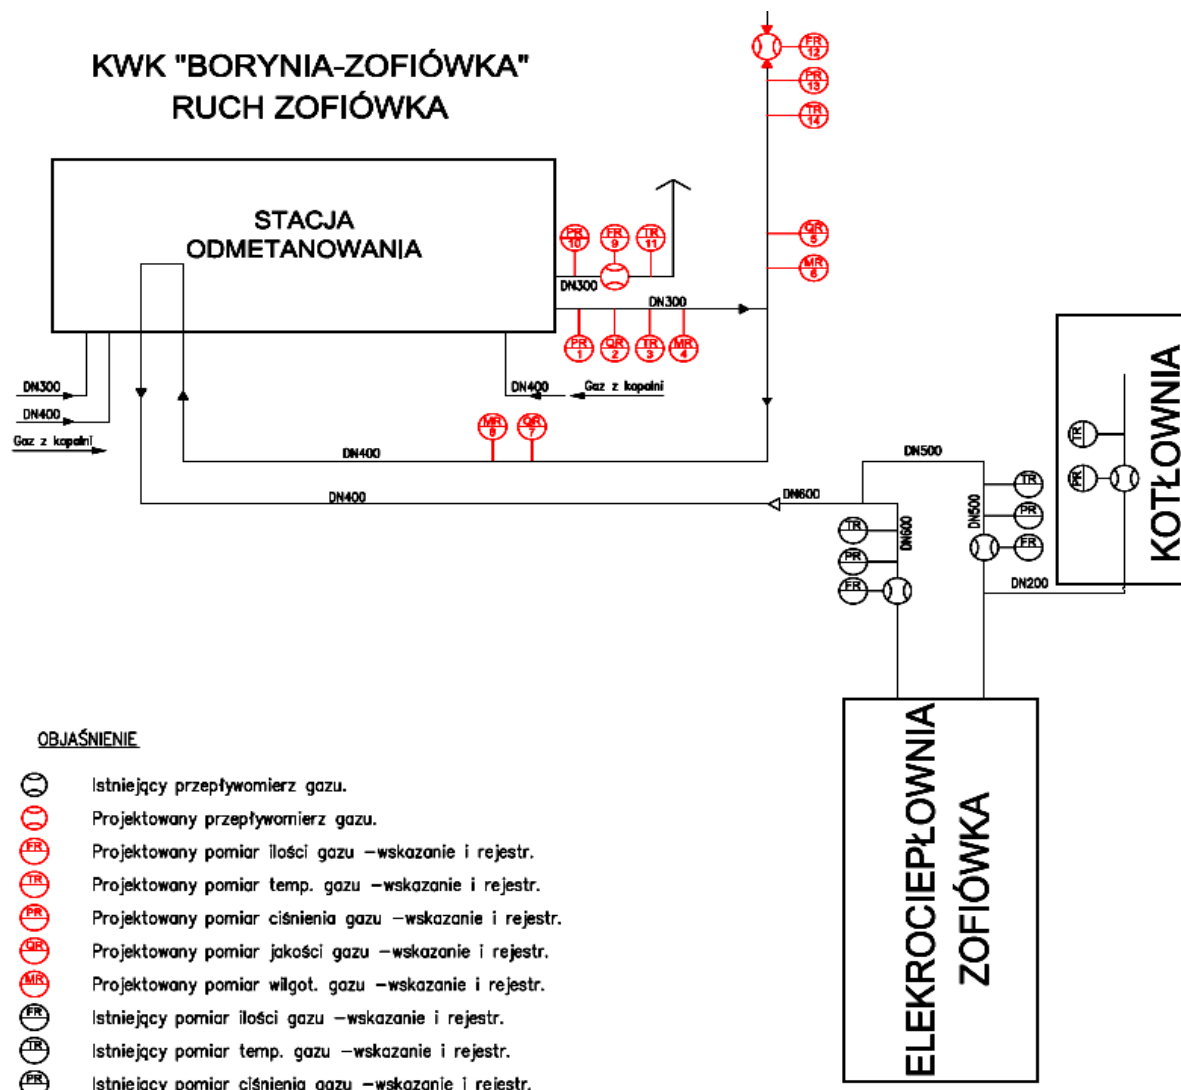 KWK "BORYNIA-ZOFIÓWKA"
RUCH ZOFIÓWKA
FR
12
PR
13
TR
14
STACJA
ODMETANOWANIA
PR
10
FR
9
TR
11
QR
5
MR
6
DN300
DN300
PR
1
QR
2
TR
3
MR
4
DN300
DN400
Gaz z kopalni
DN400
Gaz z kopalni
MR
8
QR
7
DN400
DN400
DN600
DN500
DN500
DN600
TR
PR
FR
TR
PR
FR
DN200
TR
PR
KOTŁOWNIA
ELEKROCIEPŁOWNIA
ZOFIÓWKA
OBJAŚNIENIE
Istniejący przepływomierz gazu.
Projektowany przepływomierz gazu.
FR Projektowany pomiar ilości gazu –wskazanie i rejestr.
TR Projektowany pomiar temp. gazu –wskazanie i rejestr.
PR Projektowany pomiar ciśnienia gazu –wskazanie i rejestr.
QR Projektowany pomiar jakości gazu –wskazanie i rejestr.
MR Projektowany pomiar wilgot. gazu –wskazanie i rejestr.
FR Istniejący pomiar ilości gazu –wskazanie i rejestr.
TR Istniejący pomiar temp. gazu –wskazanie i rejestr.
PR Istniejący pomiar ciśnienia gazu –wskazanie i rejestr.